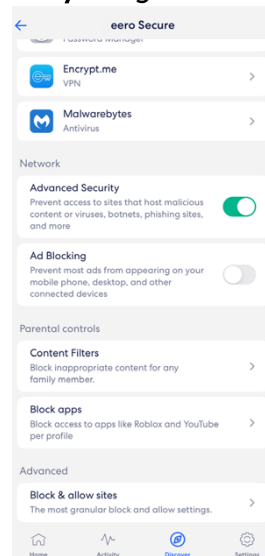 eero Secure
Password Manager
Encrypt.me
VPN
Malwarebytes
Antivirus
Network
Advanced Security
Prevent access to sites that host malicious
content or viruses, botnets, phishing sites,
and more
Ad Blocking
Prevent most ads from appearing on your
mobile phone, desktop, and other
connected devices
Parental controls
Content Filters
Block inappropriate content for any
family member.
Block apps
Block access to apps like Roblox and YouTube
per profile
Advanced
Block & allow sites
The most granular block and allow settings.
Home Activity Discover Settings